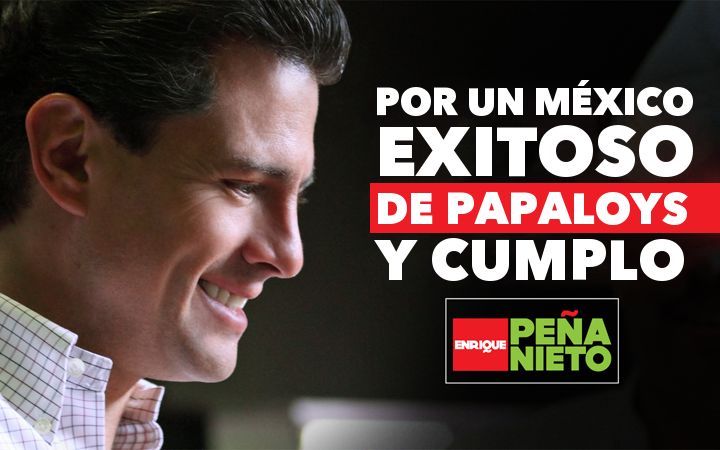 POR UN MÉXICO
EXITOSO
DE PAPALOYS
Y CUMPLO
ENRIQUE
PEÑA
NIETO